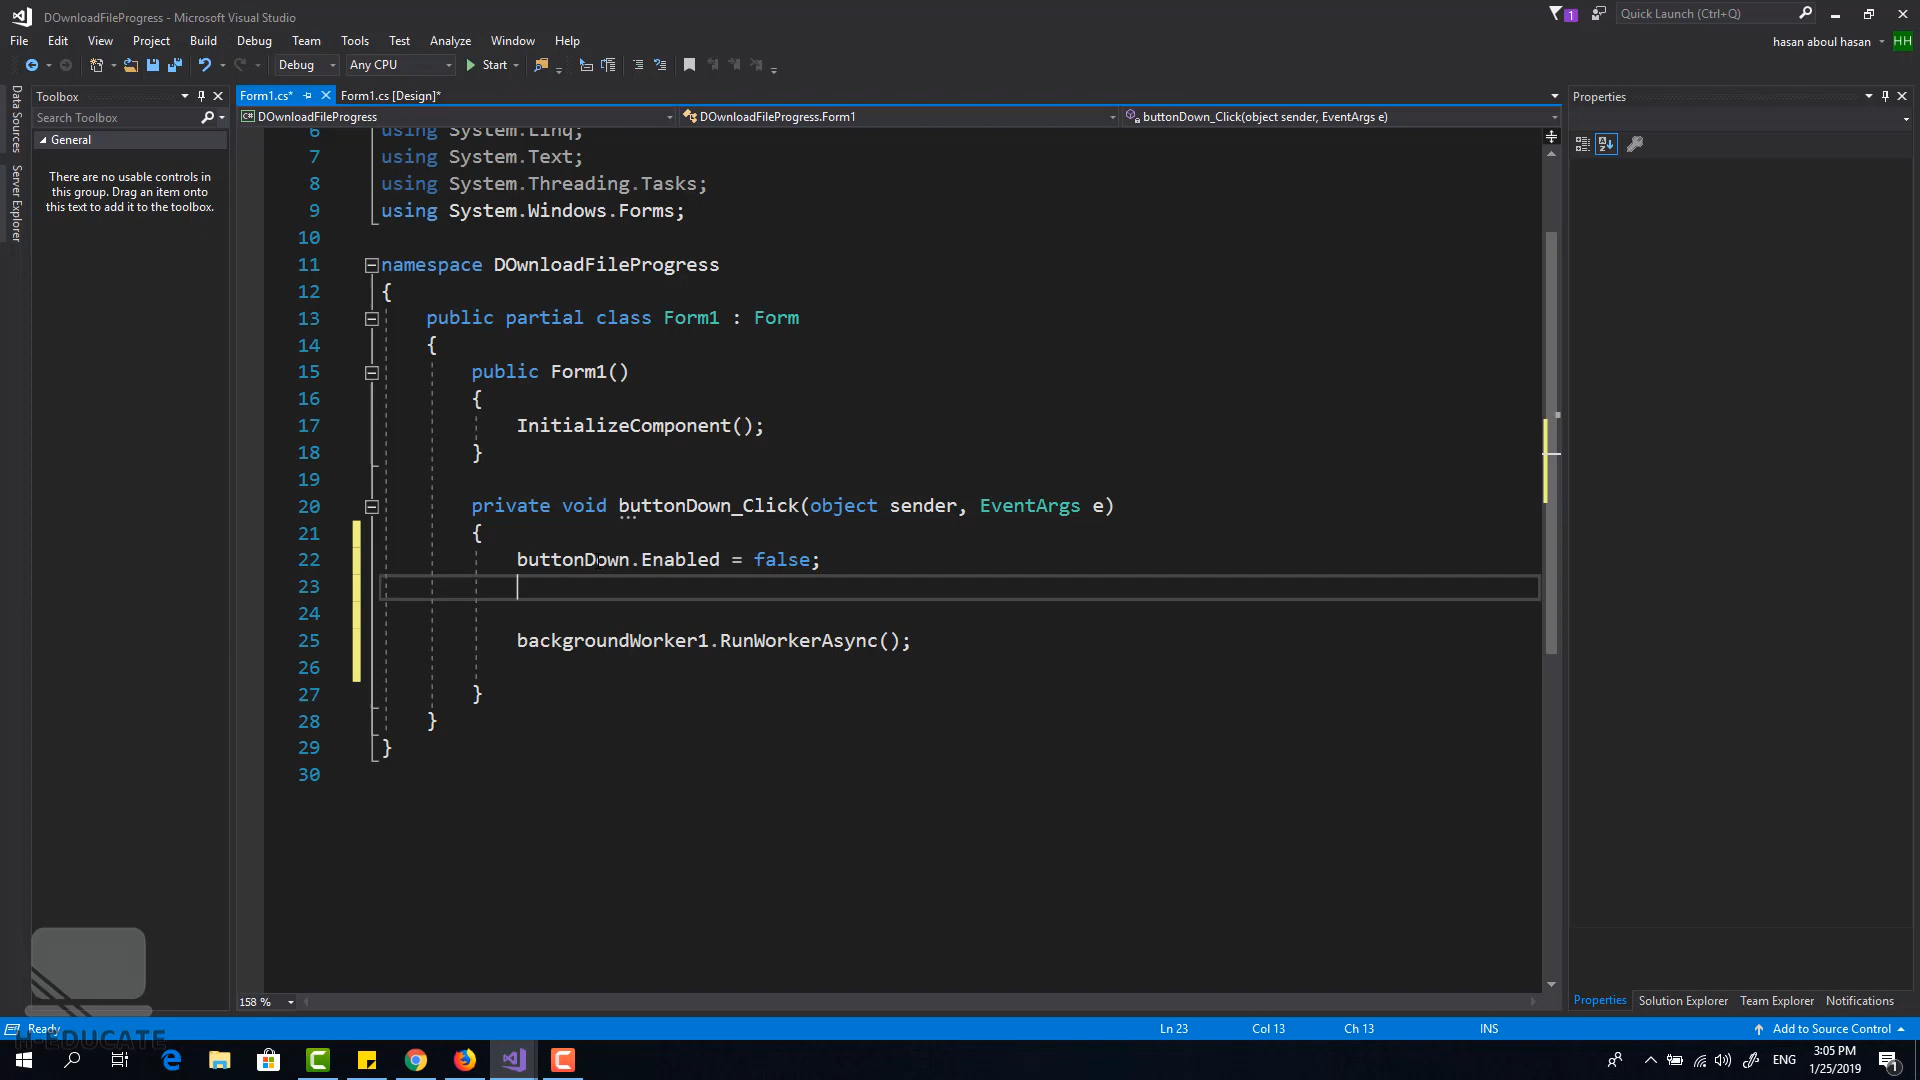 DOwnloadFileProgress - Microsoft Visual Studio
1
Quick Launch (Ctrl+Q)
File Edit View Project Build Debug Team Tools Test Analyze Window Help
hasan aboul hasan
HH
Debug
Any CPU
Start
Data Sources
Server Explorer
Toolbox
Search Toolbox
General
There are no usable controls in
this group. Drag an item onto
this text to add it to the toolbox.
Form1.cs*
Form1.cs [Design]*
DOwnloadFileProgress
DOwnloadFileProgress.Form1
buttonDown_Click(object sender, EventArgs e)
Properties
6 using System.Linq;
7 using System.Text;
8 using System.Threading.Tasks;
9 using System.Windows.Forms;
10
11 namespace DOwnloadFileProgress
12 {
13 public partial class Form1 : Form
14 {
15 public Form1()
16 {
17 InitializeComponent();
18 }
19
20 private void buttonDown_Click(object sender, EventArgs e)
21 {
22 buttonDown.Enabled = false;
23
24
25 backgroundWorker1.RunWorkerAsync();
26
27 }
28 }
29 }
30
158 %
Properties Solution Explorer Team Explorer Notifications
Ready
Ln 23
Col 13
Ch 13
INS
Add to Source Control
H-EDUCATE
ENG
3:05 PM
1/25/2019
1